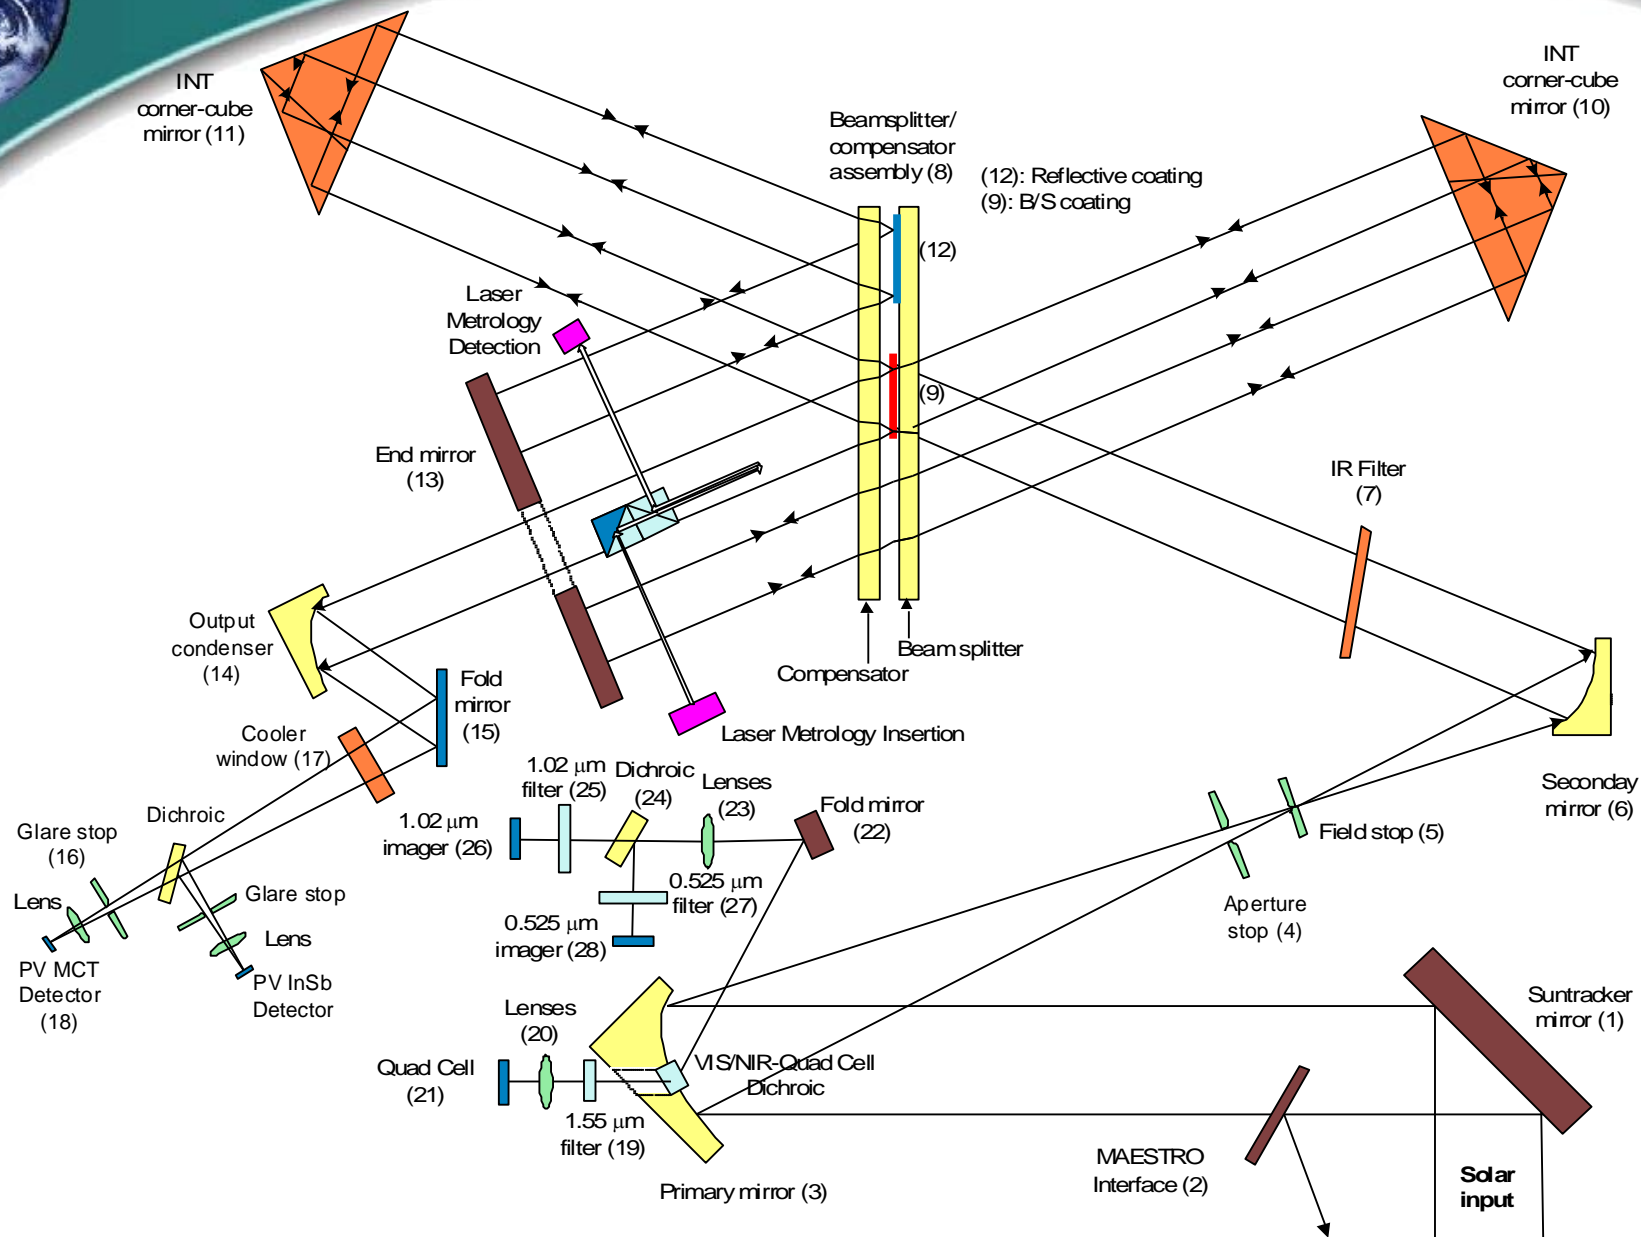 INT
corner-cube
mirror (11)
INT
corner-cube
mirror (10)
Beamsplitter/
compensator
assembly (8)
(12): Reflective coating
(9): B/S coating
(12)
Laser
Metrology
Detection
(9)
End mirror
(13)
IR Filter
(7)
Output
condenser
(14)
Beam splitter
Compensator
Fold
mirror
(15)
Laser Metrology Insertion
Cooler
window (17)
1.02 μm
filter (25)
Dichroic
(24)
Lenses
(23)
Fold mirror
(22)
Seconday
mirror (6)
Dichroic
Glare stop
(16)
1.02 μm
imager (26)
Field stop (5)
0.525 μm
filter (27)
Lens
Glare stop
Aperture
stop (4)
0.525 μm
imager (28)
Lens
PV MCT
Detector
(18)
PV InSb
Detector
Lenses
(20)
Suntracker
mirror (1)
Quad Cell
(21)
VIS/NIR-Quad Cell
Dichroic
1.55 μm
filter (19)
MAESTRO
Interface (2)
Solar
input
Primary mirror (3)